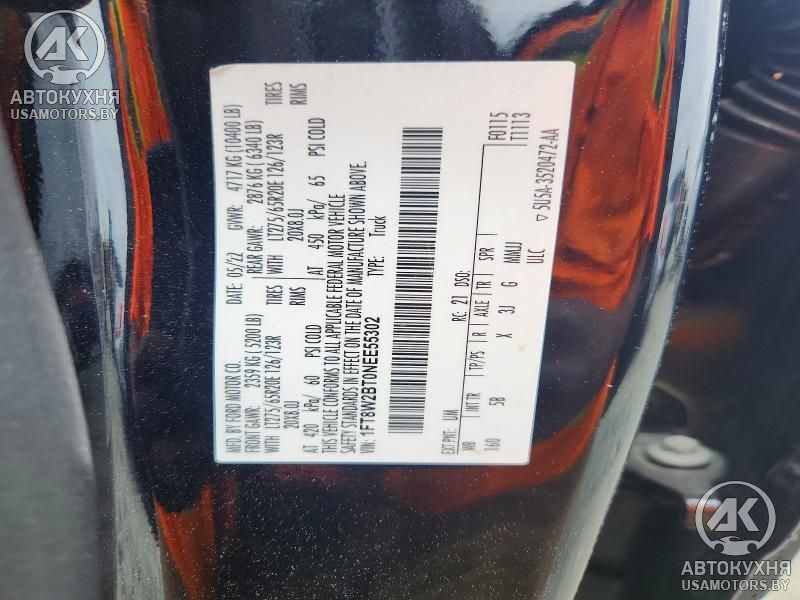 MFD. BY FORD MOTOR CO.
DATE: 05/22
GVWR: 4717 KG (10400 LB)
FRONT GAWR: 2359 KG (5200 LB)
REAR GAWR: 2876 KG (6340 LB)
WITH LT275/65R20E 126/123R TIRES
WITH LT275/65R20E 126/123R TIRES
20X8.0J RIMS
20X8.0J RIMS
AT 420 kPa/ 60 PSI COLD
AT 450 kPa/ 65 PSI COLD
THIS VEHICLE CONFORMS TO ALL APPLICABLE FEDERAL MOTOR VEHICLE
SAFETY STANDARDS IN EFFECT ON THE DATE OF MANUFACTURE SHOWN ABOVE.
VIN: 1FT8W2BT0NEE55302
TYPE: Truck
F0115
T1113
EXT PNT: UM RC: 21 DSO:
WB INT TR TP/PS R AXLE TR SPR
160 5B X 3J G MMJJ
ULC
▽ 5U5A-3520472-AA
АК
АВТОКУХНЯ
USAMOTORS.BY
АК
АВТОКУХНЯ
USAMOTORS.BY